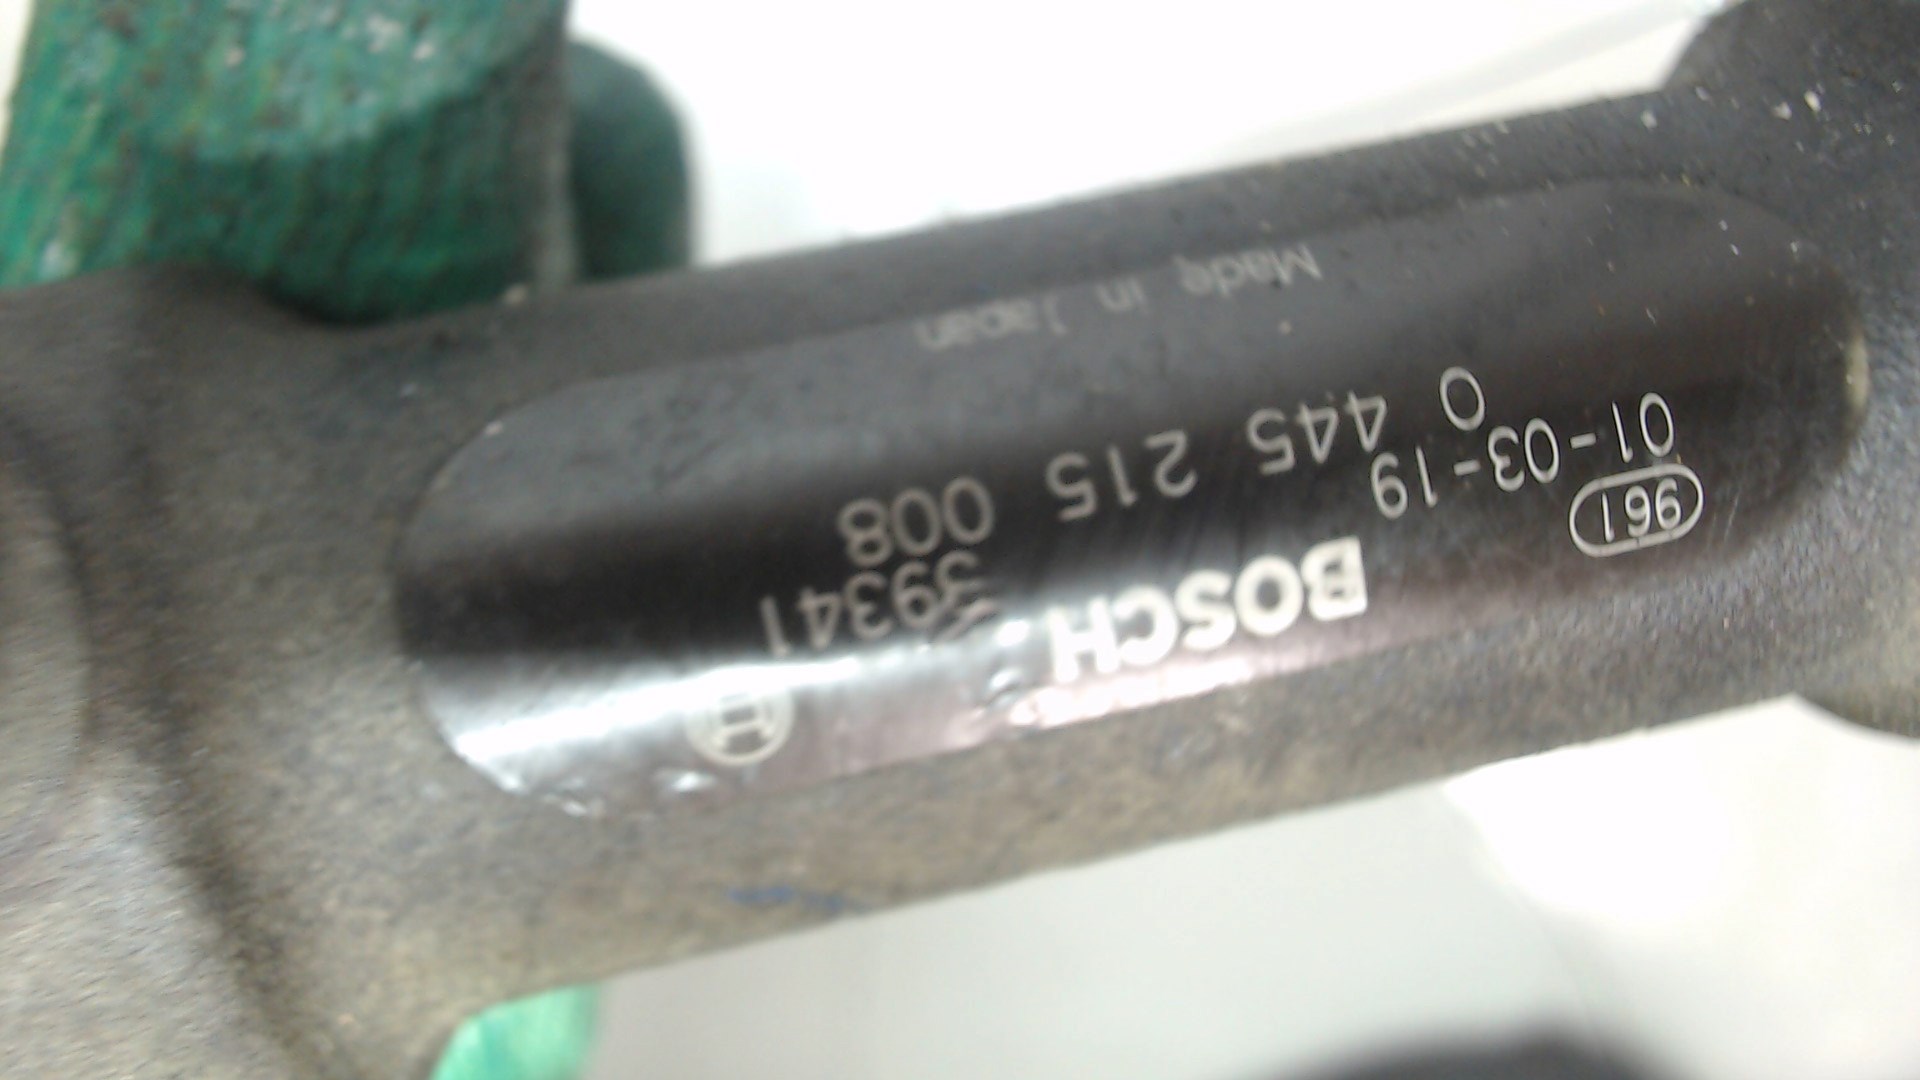 961 BOSCH
01-03-19 39341
0 445 215 008
Made in Japan